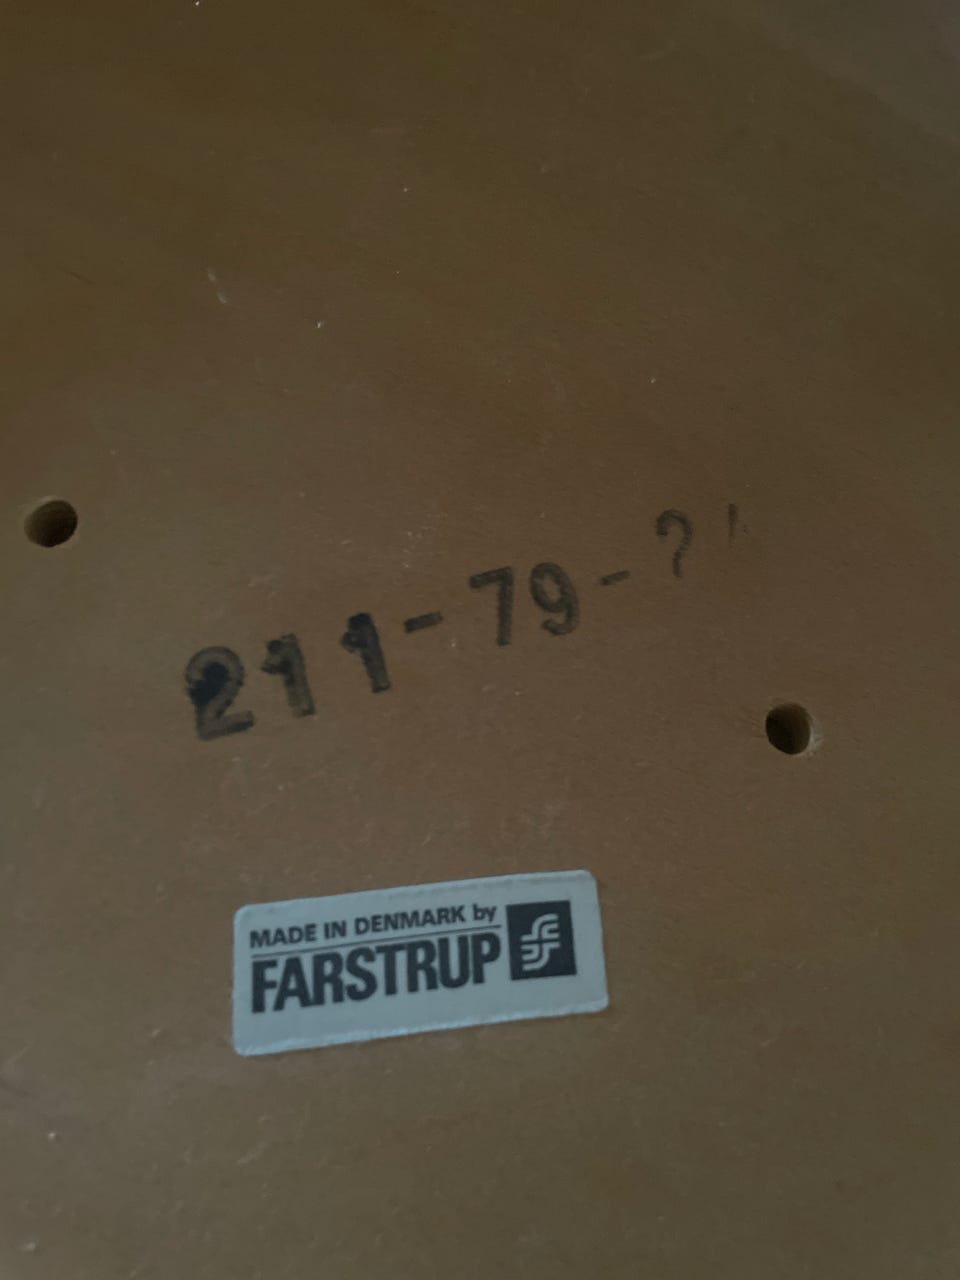 211-79-
MADE IN DENMARK by
FARSTRUP